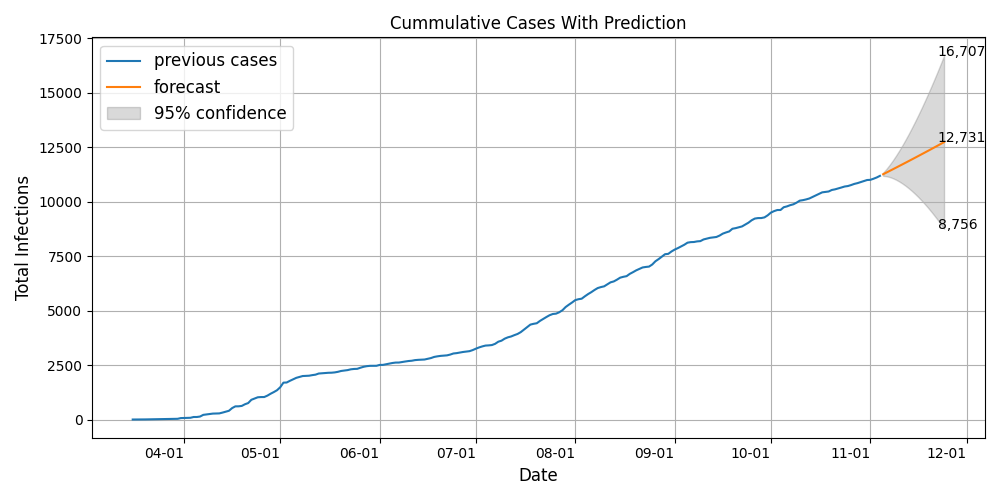 Cummulative Cases With Prediction
17500
15000
12500
10000
7500
5000
2500
0
Total Infections
previous cases
forecast
95% confidence
16,707
12,731
8,756
04-01 05-01 06-01 07-01 08-01 09-01 10-01 11-01 12-01
Date